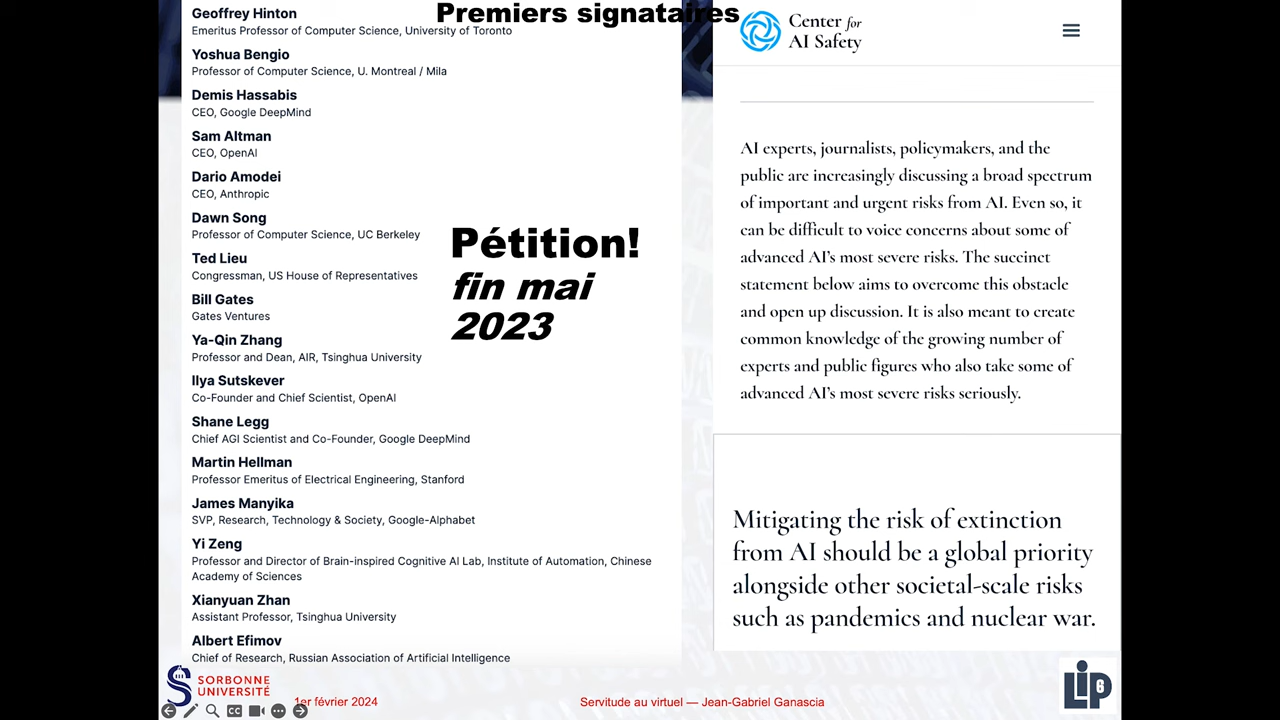 Premiers signataires
Geoffrey Hinton
Emeritus Professor of Computer Science, University of Toronto
Yoshua Bengio
Professor of Computer Science, U. Montreal / Mila
Demis Hassabis
CEO, Google DeepMind
Sam Altman
CEO, OpenAI
Dario Amodei
CEO, Anthropic
Dawn Song
Professor of Computer Science, UC Berkeley
Ted Lieu
Congressman, US House of Representatives
Bill Gates
Gates Ventures
Ya-Qin Zhang
Professor and Dean, AIR, Tsinghua University
Ilya Sutskever
Co-Founder and Chief Scientist, OpenAI
Shane Legg
Chief AGI Scientist and Co-Founder, Google DeepMind
Martin Hellman
Professor Emeritus of Electrical Engineering, Stanford
James Manyika
SVP, Research, Technology & Society, Google-Alphabet
Yi Zeng
Professor and Director of Brain-inspired Cognitive AI Lab, Institute of Automation, Chinese
Academy of Sciences
Xianyuan Zhan
Assistant Professor, Tsinghua University
Albert Efimov
Chief of Research, Russian Association of Artificial Intelligence
Pétition!
fin mai
2023
Center for
AI Safety
AI experts, journalists, policymakers, and the
public are increasingly discussing a broad spectrum
of important and urgent risks from AI. Even so, it
can be difficult to voice concerns about some of
advanced AI's most severe risks. The succinct
statement below aims to overcome this obstacle
and open up discussion. It is also meant to create
common knowledge of the growing number of
experts and public figures who also take some of
advanced AI's most severe risks seriously.
Mitigating the risk of extinction
from AI should be a global priority
alongside other societal-scale risks
such as pandemics and nuclear war.
SORBONNE
UNIVERSITÉ
1er février 2024
Servitude au virtuel — Jean-Gabriel Ganascia
LIP6
CC